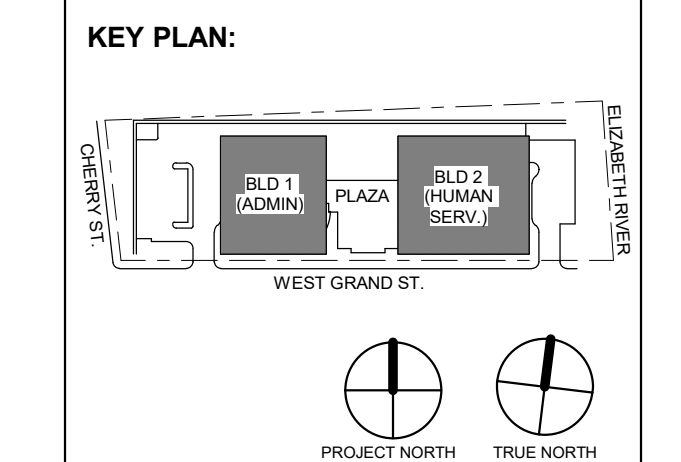 KEY PLAN:
CHERRY ST.
BLD 1
(ADMIN)
PLAZA
BLD 2
(HUMAN
SERV.)
ELIZABETH RIVER
WEST GRAND ST.
PROJECT NORTH
TRUE NORTH